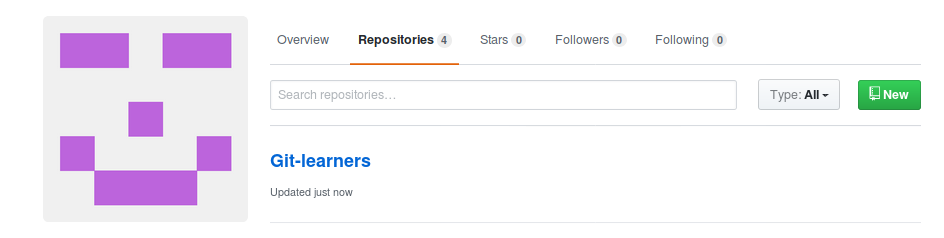 Overview Repositories 4 Stars 0 Followers 0 Following 0
Search repositories… Type: All New
Git-learners
Updated just now